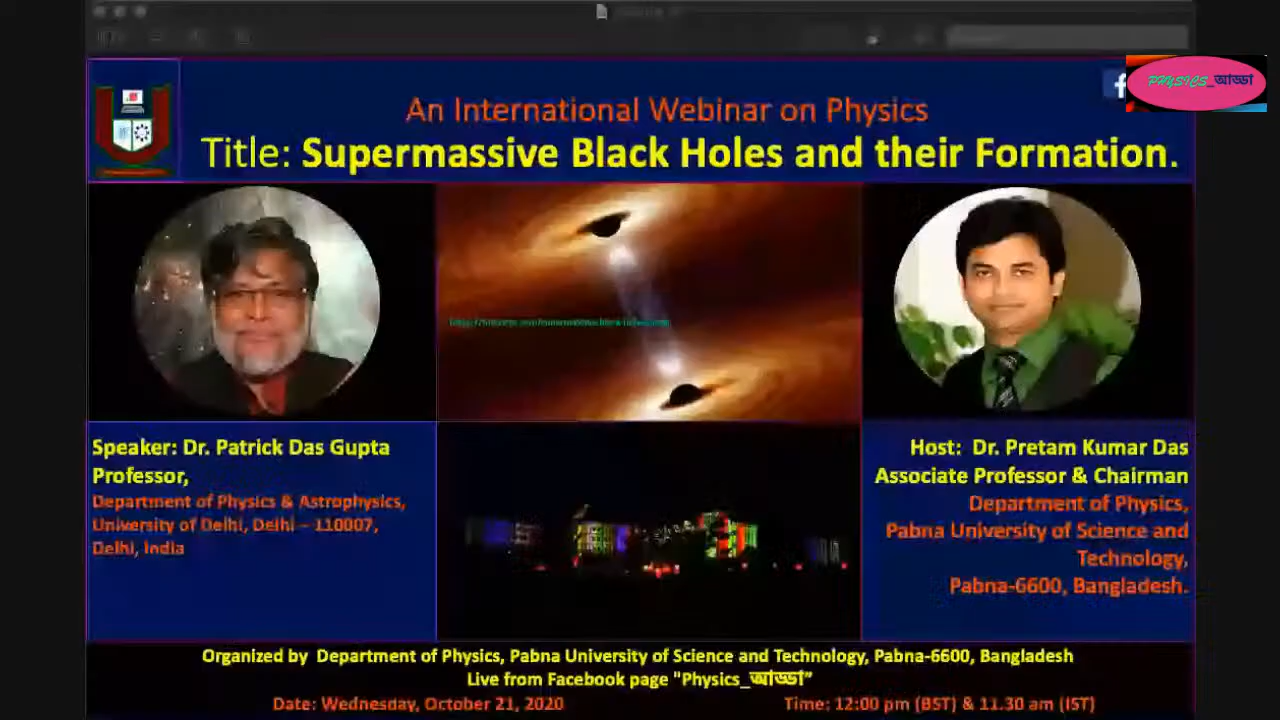 PHYSICS_আড্ডা
An International Webinar on Physics
Title: Supermassive Black Holes and their Formation.
Speaker: Dr. Patrick Das Gupta
Professor,
Department of Physics & Astrophysics,
University of Delhi, Delhi – 110007,
Delhi, India
Host: Dr. Pretam Kumar Das
Associate Professor & Chairman
Department of Physics,
Pabna University of Science and
Technology,
Pabna-6600, Bangladesh.
Organized by Department of Physics, Pabna University of Science and Technology, Pabna-6600, Bangladesh
Live from Facebook page "Physics_আড্ডা”
Date: Wednesday, October 21, 2020
Time: 12:00 pm (BST) & 11.30 am (IST)